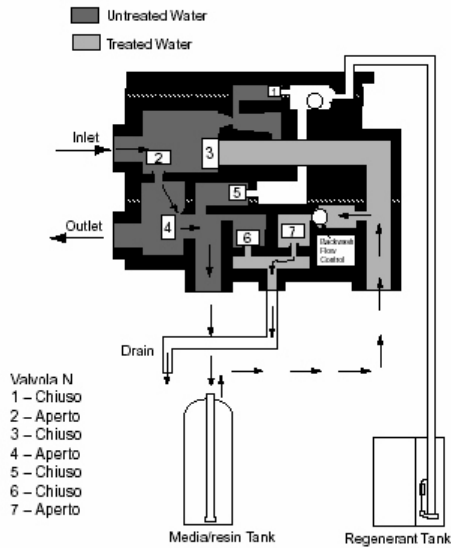 Untreated Water
Treated Water
1
Inlet
2
3
5
Outlet
4
6
7
Backwash
Flow
Control
Drain
Valvola N
1 – Chiuso
2 – Aperto
3 – Chiuso
4 – Aperto
5 – Chiuso
6 – Chiuso
7 – Aperto
Media/resin Tank
Regenerant Tank